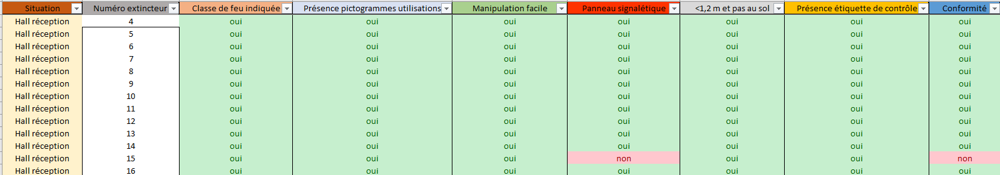 Situation Numéro extincteur Classe de feu indiquée Présence pictogrammes utilisations Manipulation facile Panneau signalétique <1,2 m et pas au sol Présence étiquette de contrôle Conformité
Hall réception 4 oui oui oui oui oui oui oui
Hall réception 5 oui oui oui oui oui oui oui
Hall réception 6 oui oui oui oui oui oui oui
Hall réception 7 oui oui oui oui oui oui oui
Hall réception 8 oui oui oui oui oui oui oui
Hall réception 9 oui oui oui oui oui oui oui
Hall réception 10 oui oui oui oui oui oui oui
Hall réception 11 oui oui oui oui oui oui oui
Hall réception 12 oui oui oui oui oui oui oui
Hall réception 13 oui oui oui oui oui oui oui
Hall réception 14 oui oui oui oui oui oui oui
Hall réception 15 oui oui oui non oui oui non
Hall réception 16 oui oui oui oui oui oui oui